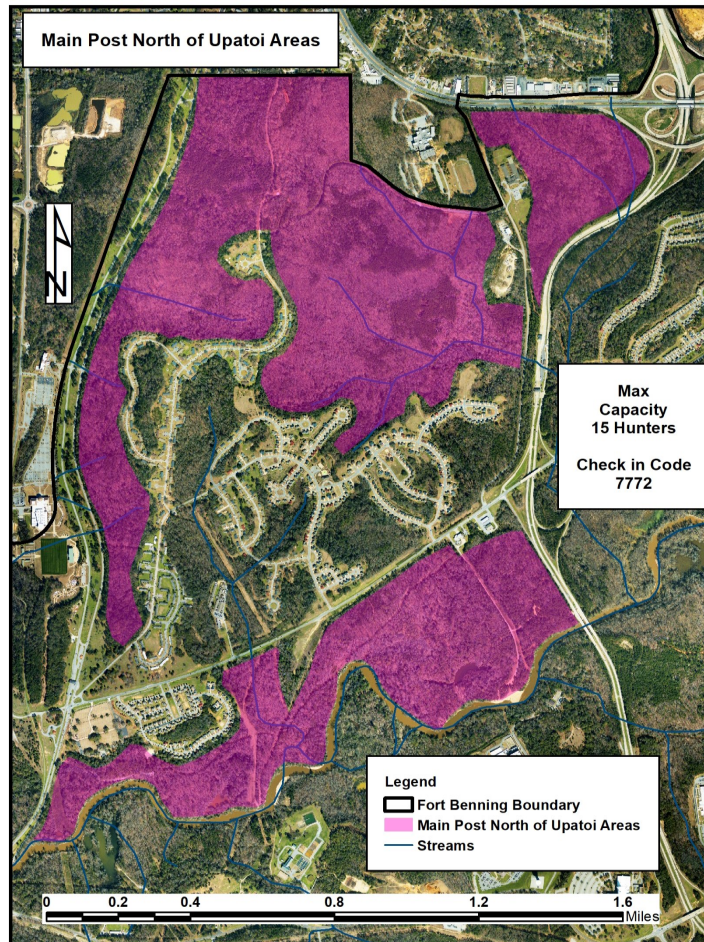 Main Post North of Upatoi Areas
N
Max
Capacity
15 Hunters
Check in Code
7772
Legend
Fort Benning Boundary
Main Post North of Upatoi Areas
Streams
0 0.2 0.4 0.8 1.2 1.6
Miles